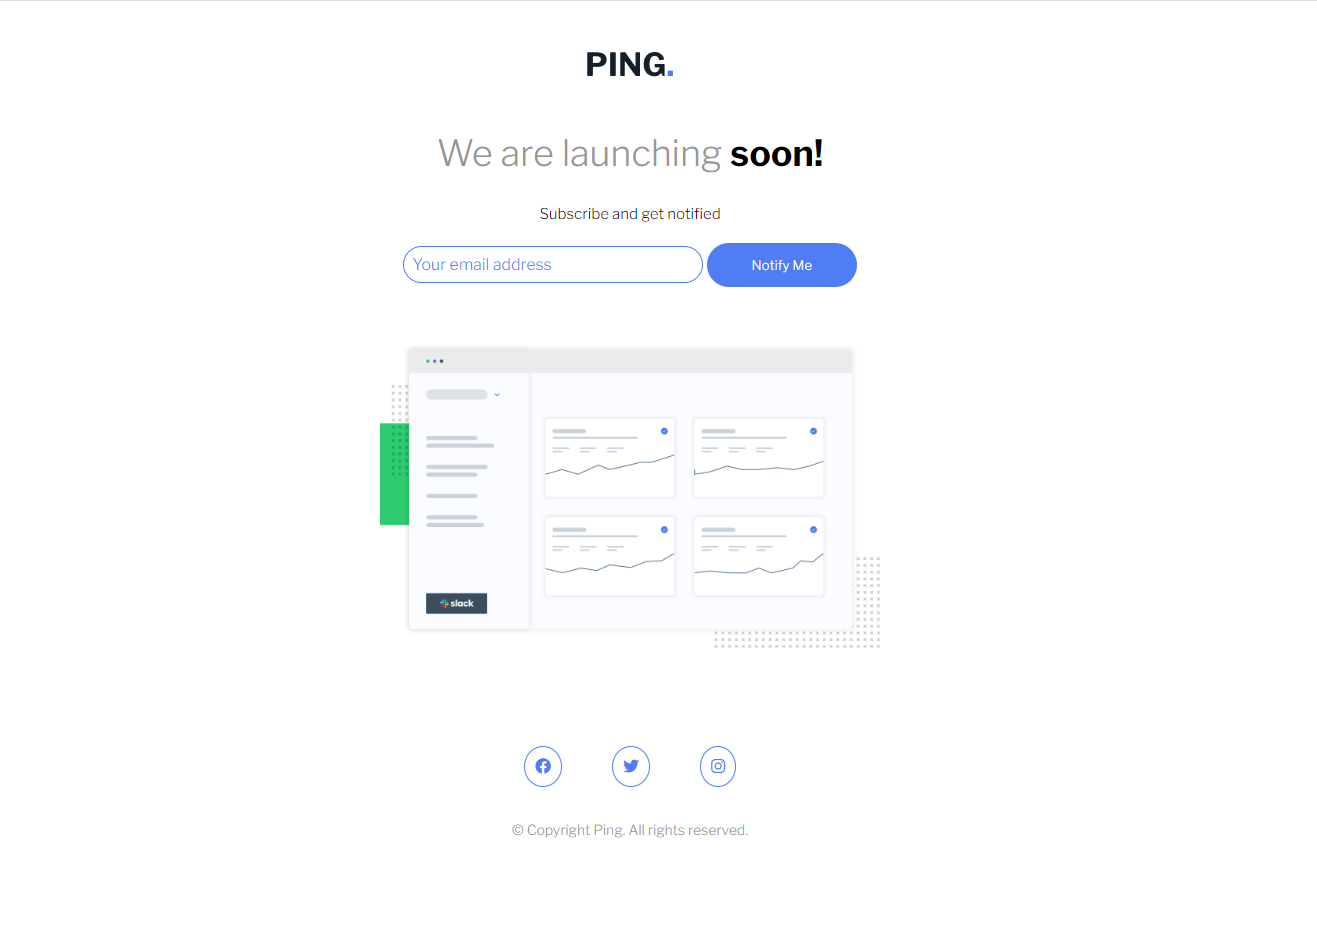 PING.
We are launching soon!
Subscribe and get notified
Your email address
Notify Me
slack
© Copyright Ping. All rights reserved.